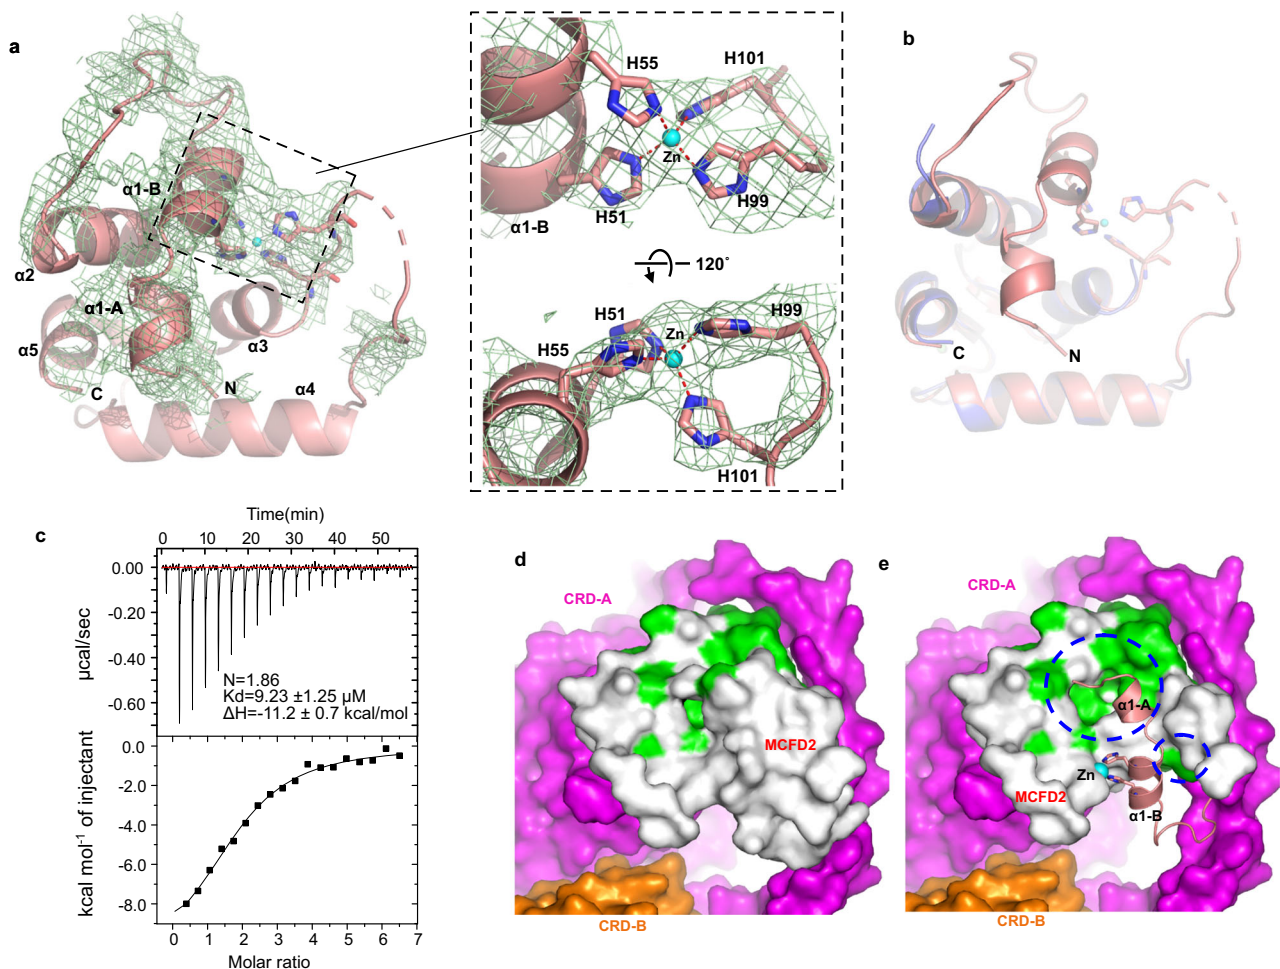 a
α1-B
α2
α1-A
α5
α3
C
N
α4
H55
H101
Zn
H51
H99
α1-B
120°
H51
Zn
H99
H55
H101
b
C
N
c
Time(min)
0 10 20 30 40 50
0.00
-0.20
-0.40
-0.60
µcal/sec
N=1.86
Kd=9.23 ±1.25 µM
ΔH=-11.2 ± 0.7 kcal/mol
0.0
-2.0
-4.0
-6.0
-8.0
kcal mol⁻¹ of injectant
0 1 2 3 4 5 6 7
Molar ratio
d
CRD-A
MCFD2
CRD-B
e
CRD-A
α1-A
Zn
MCFD2
α1-B
CRD-B